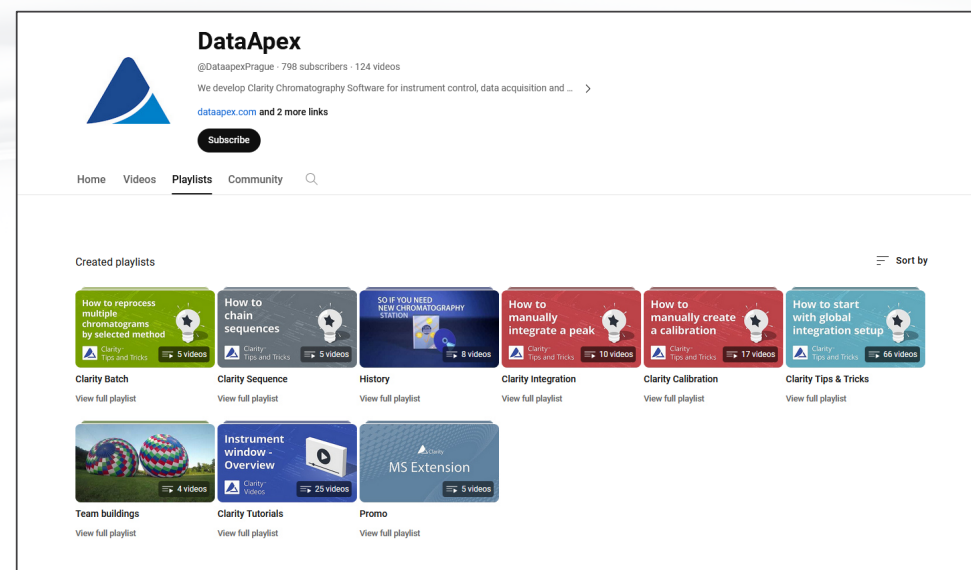 DataApex
@DataapexPrague · 798 subscribers · 124 videos
We develop Clarity Chromatography Software for instrument control, data acquisition and ...
dataapex.com and 2 more links
Subscribe
Home Videos Playlists Community
Created playlists
Sort by
How to reprocess
multiple
chromatograms
by selected method
Clarity™
Tips and Tricks
5 videos
How to
chain
sequences
Clarity™
Tips and Tricks
5 videos
SO IF YOU NEED
NEW CHROMATOGRAPHY
STATION
8 videos
How to
manually
integrate a peak
Clarity™
Tips and Tricks
10 videos
How to
manually create
a calibration
Clarity™
Tips and Tricks
17 videos
How to start
with global
integration setup
Clarity™
Tips and Tricks
66 videos
Clarity Batch
Clarity Sequence
History
Clarity Integration
Clarity Calibration
Clarity Tips & Tricks
View full playlist
View full playlist
View full playlist
View full playlist
View full playlist
View full playlist
4 videos
Instrument
window -
Overview
Clarity™
Videos
25 videos
Clarity
MS Extension
5 videos
Team buildings
Clarity Tutorials
Promo
View full playlist
View full playlist
View full playlist